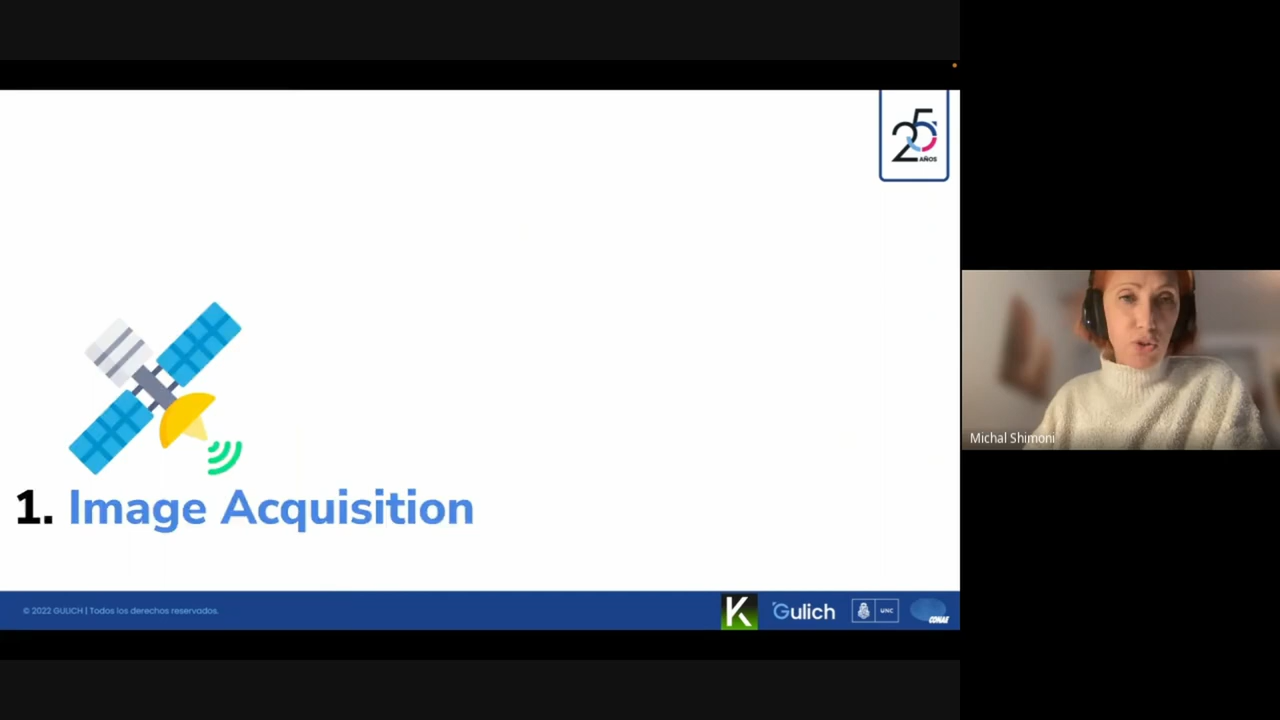 25
AÑOS
1. Image Acquisition
© 2022 GULICH | Todos los derechos reservados.
K
Gulich
UNC
CONAE
Michal Shimoni